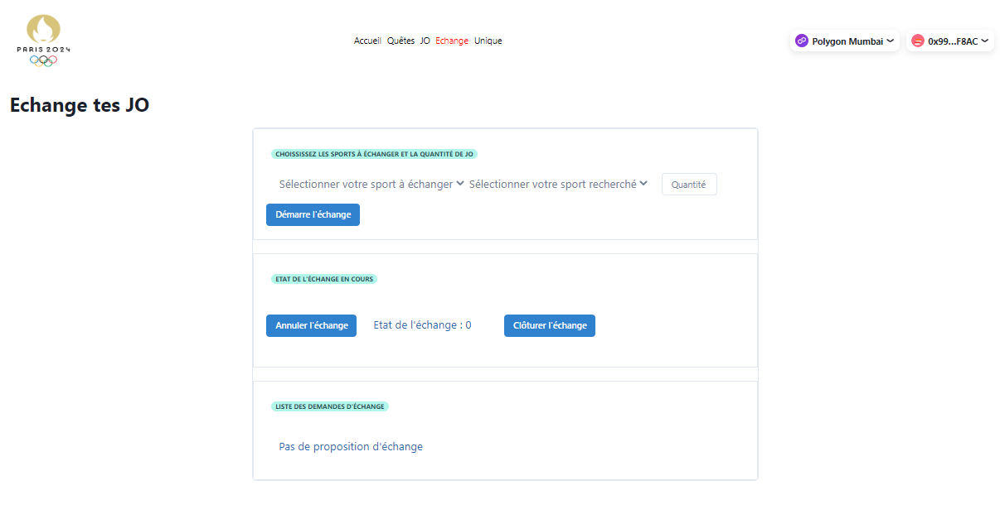 PARIS 2024
Accueil Quêtes JO Echange Unique
Polygon Mumbai
0x99...F8AC
Echange tes JO
CHOISSISSEZ LES SPORTS À ÉCHANGER ET LA QUANTITÉ DE JO
Sélectionner votre sport à échanger Sélectionner votre sport recherché Quantité
Démarre l'échange
ETAT DE L'ÉCHANGE EN COURS
Annuler l'échange Etat de l'échange : 0 Clôturer l'échange
LISTE DES DEMANDES D'ÉCHANGE
Pas de proposition d'échange